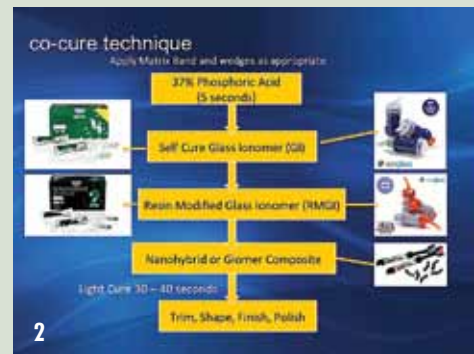 co-cure technique
Apply Matrix Band and wedges as appropriate
37% Phosphoric Acid
(5 seconds)
Self Cure Glass Ionomer (GI)
Resin Modified Glass Ionomer (RMGI)
Nanohybrid or Giomer Composite
Light Cure 30 – 40 seconds
Trim, Shape, Finish, Polish
2